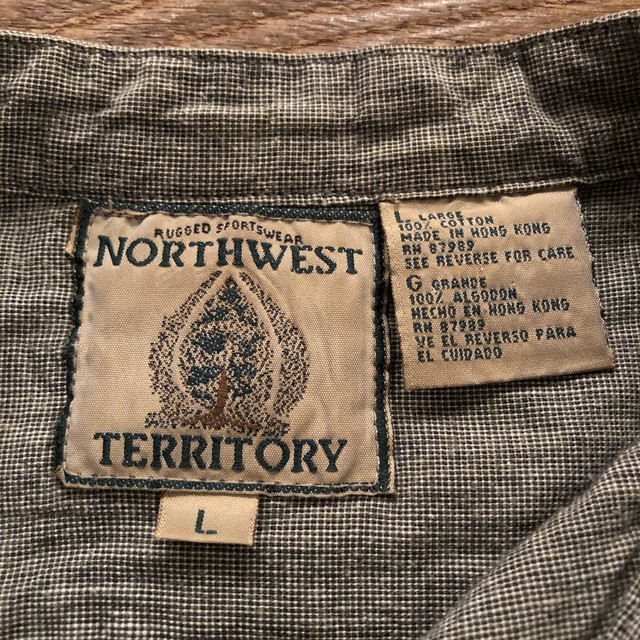 RUGGED SPORTSWEAR
NORTHWEST
TERRITORY
L
L LARGE
100% COTTON
MADE IN HONG KONG
RN 87989
SEE REVERSE FOR CARE
G GRANDE
100% ALGODON
HECHO EN HONG KONG
RN 87989
VE EL REVERSO PARA
EL CUIDADO